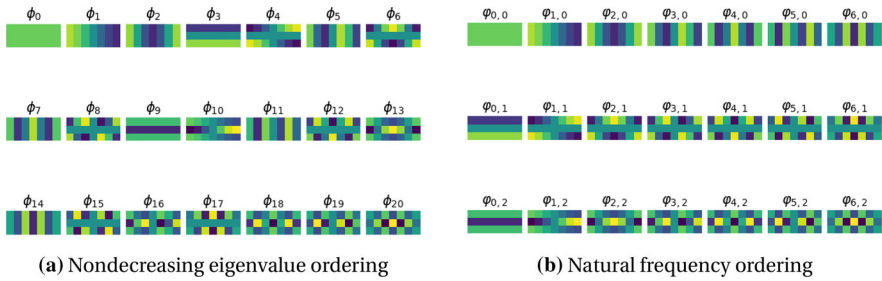 ϕ0 ϕ1 ϕ2 ϕ3 ϕ4 ϕ5 ϕ6
ϕ7 ϕ8 ϕ9 ϕ10 ϕ11 ϕ12 ϕ13
ϕ14 ϕ15 ϕ16 ϕ17 ϕ18 ϕ19 ϕ20
(a) Nondecreasing eigenvalue ordering
φ0, 0 φ1, 0 φ2, 0 φ3, 0 φ4, 0 φ5, 0 φ6, 0
φ0, 1 φ1, 1 φ2, 1 φ3, 1 φ4, 1 φ5, 1 φ6, 1
φ0, 2 φ1, 2 φ2, 2 φ3, 2 φ4, 2 φ5, 2 φ6, 2
(b) Natural frequency ordering